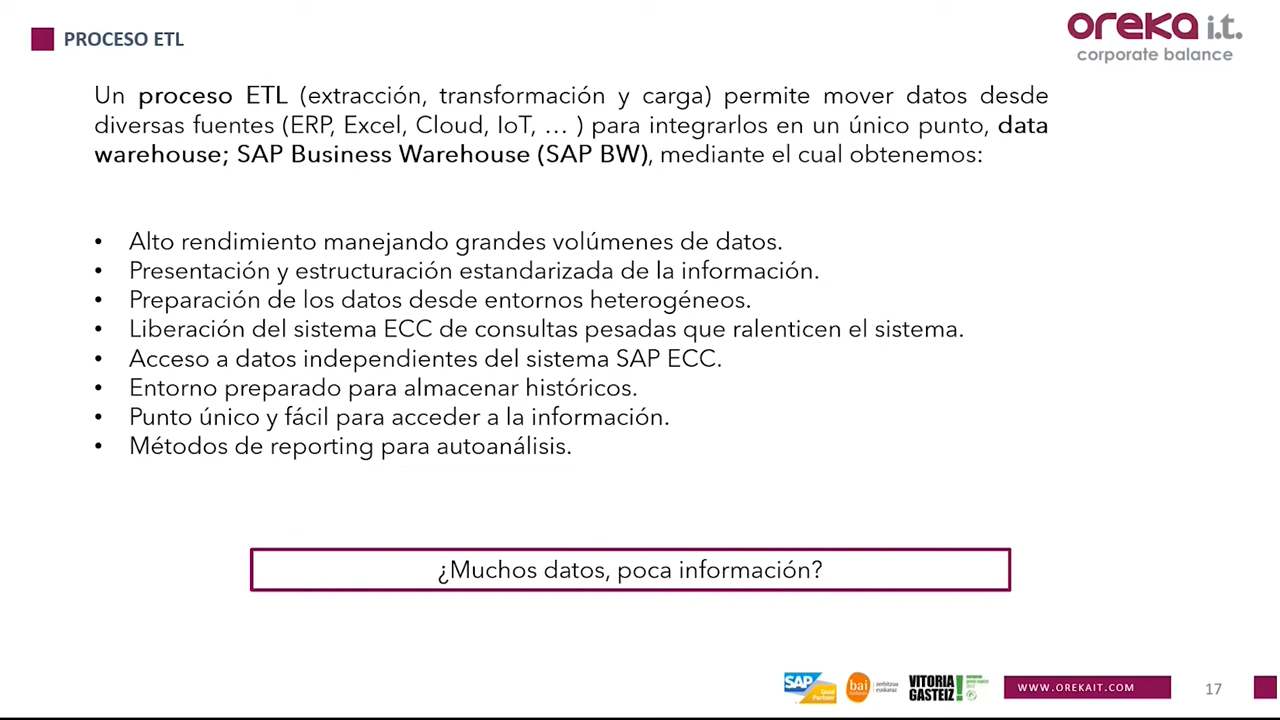 PROCESO ETL
oreka i.t.
corporate balance
Un proceso ETL (extracción, transformación y carga) permite mover datos desde
diversas fuentes (ERP, Excel, Cloud, IoT, … ) para integrarlos en un único punto, data
warehouse; SAP Business Warehouse (SAP BW), mediante el cual obtenemos:
• Alto rendimiento manejando grandes volúmenes de datos.
• Presentación y estructuración estandarizada de la información.
• Preparación de los datos desde entornos heterogéneos.
• Liberación del sistema ECC de consultas pesadas que ralenticen el sistema.
• Acceso a datos independientes del sistema SAP ECC.
• Entorno preparado para almacenar históricos.
• Punto único y fácil para acceder a la información.
• Métodos de reporting para autoanálisis.
¿Muchos datos, poca información?
SAP
Gold
Partner
bai
VITORIA
GASTEIZ
WWW.OREKAIT.COM
17